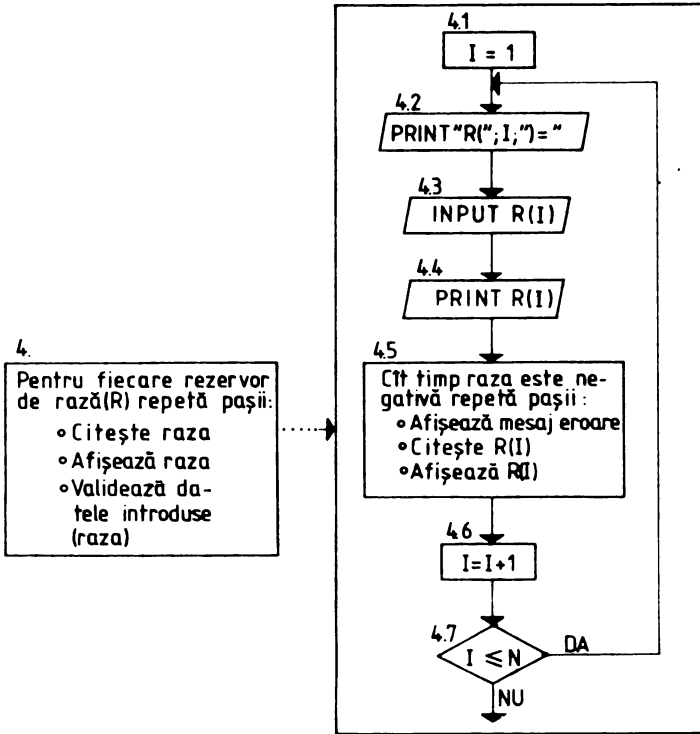 4.
Pentru fiecare rezervor
de rază(R) repetă pașii:
∘ Citește raza
∘ Afișează raza
∘ Validează da-
tele introduse
(raza)
4.1
I = 1
4.2
PRINT"R(";I;")="
4.3
INPUT R(I)
4.4
PRINT R(I)
4.5
Cît timp raza este ne-
gativă repetă pașii :
∘ Afișează mesaj eroare
∘ Citește R(I)
∘ Afișează R(I)
4.6
I=I+1
4.7
I ≤ N
DA
NU